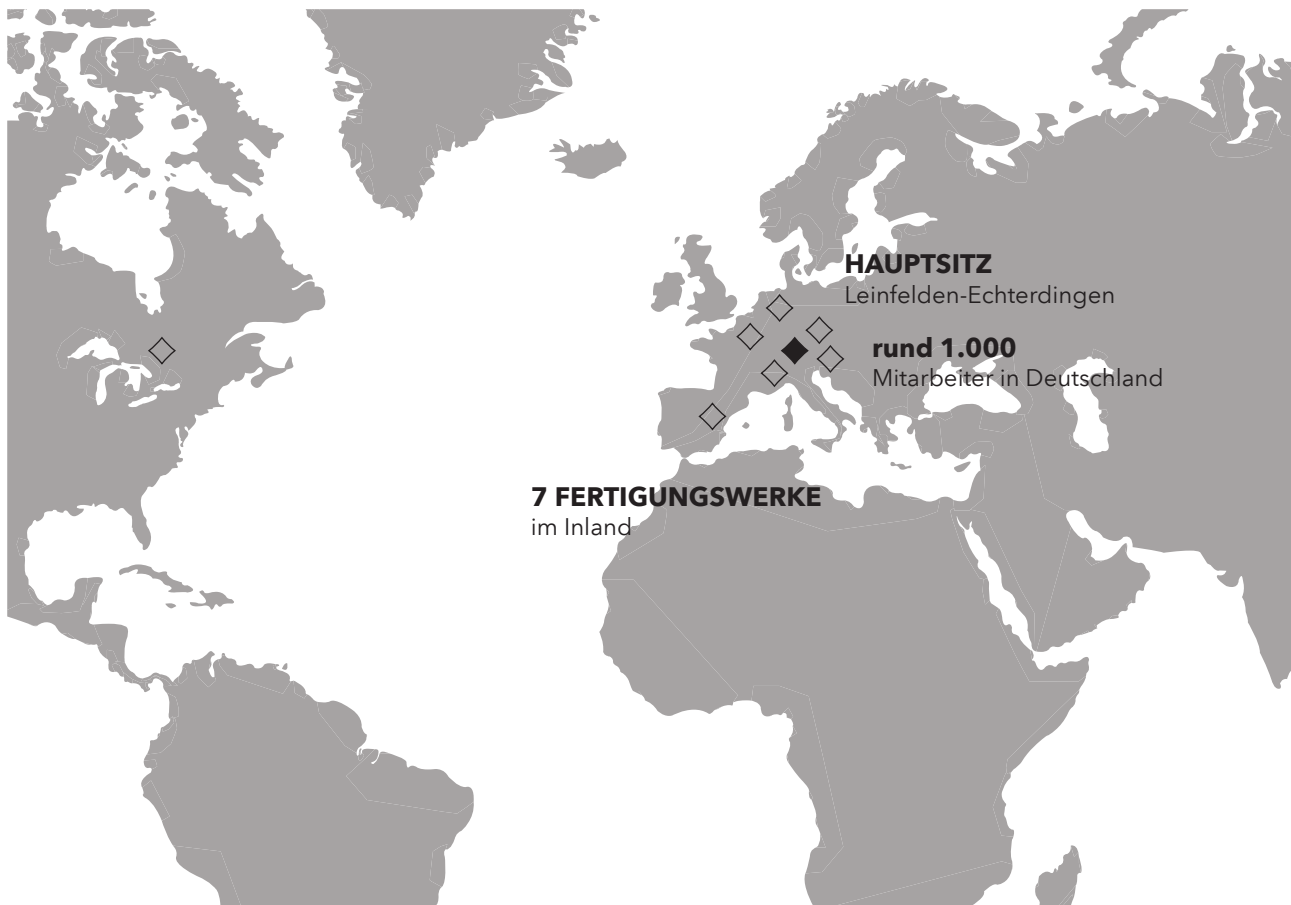 HAUPTSITZ
Leinfelden-Echterdingen
rund 1.000
Mitarbeiter in Deutschland
7 FERTIGUNGSWERKE
im Inland